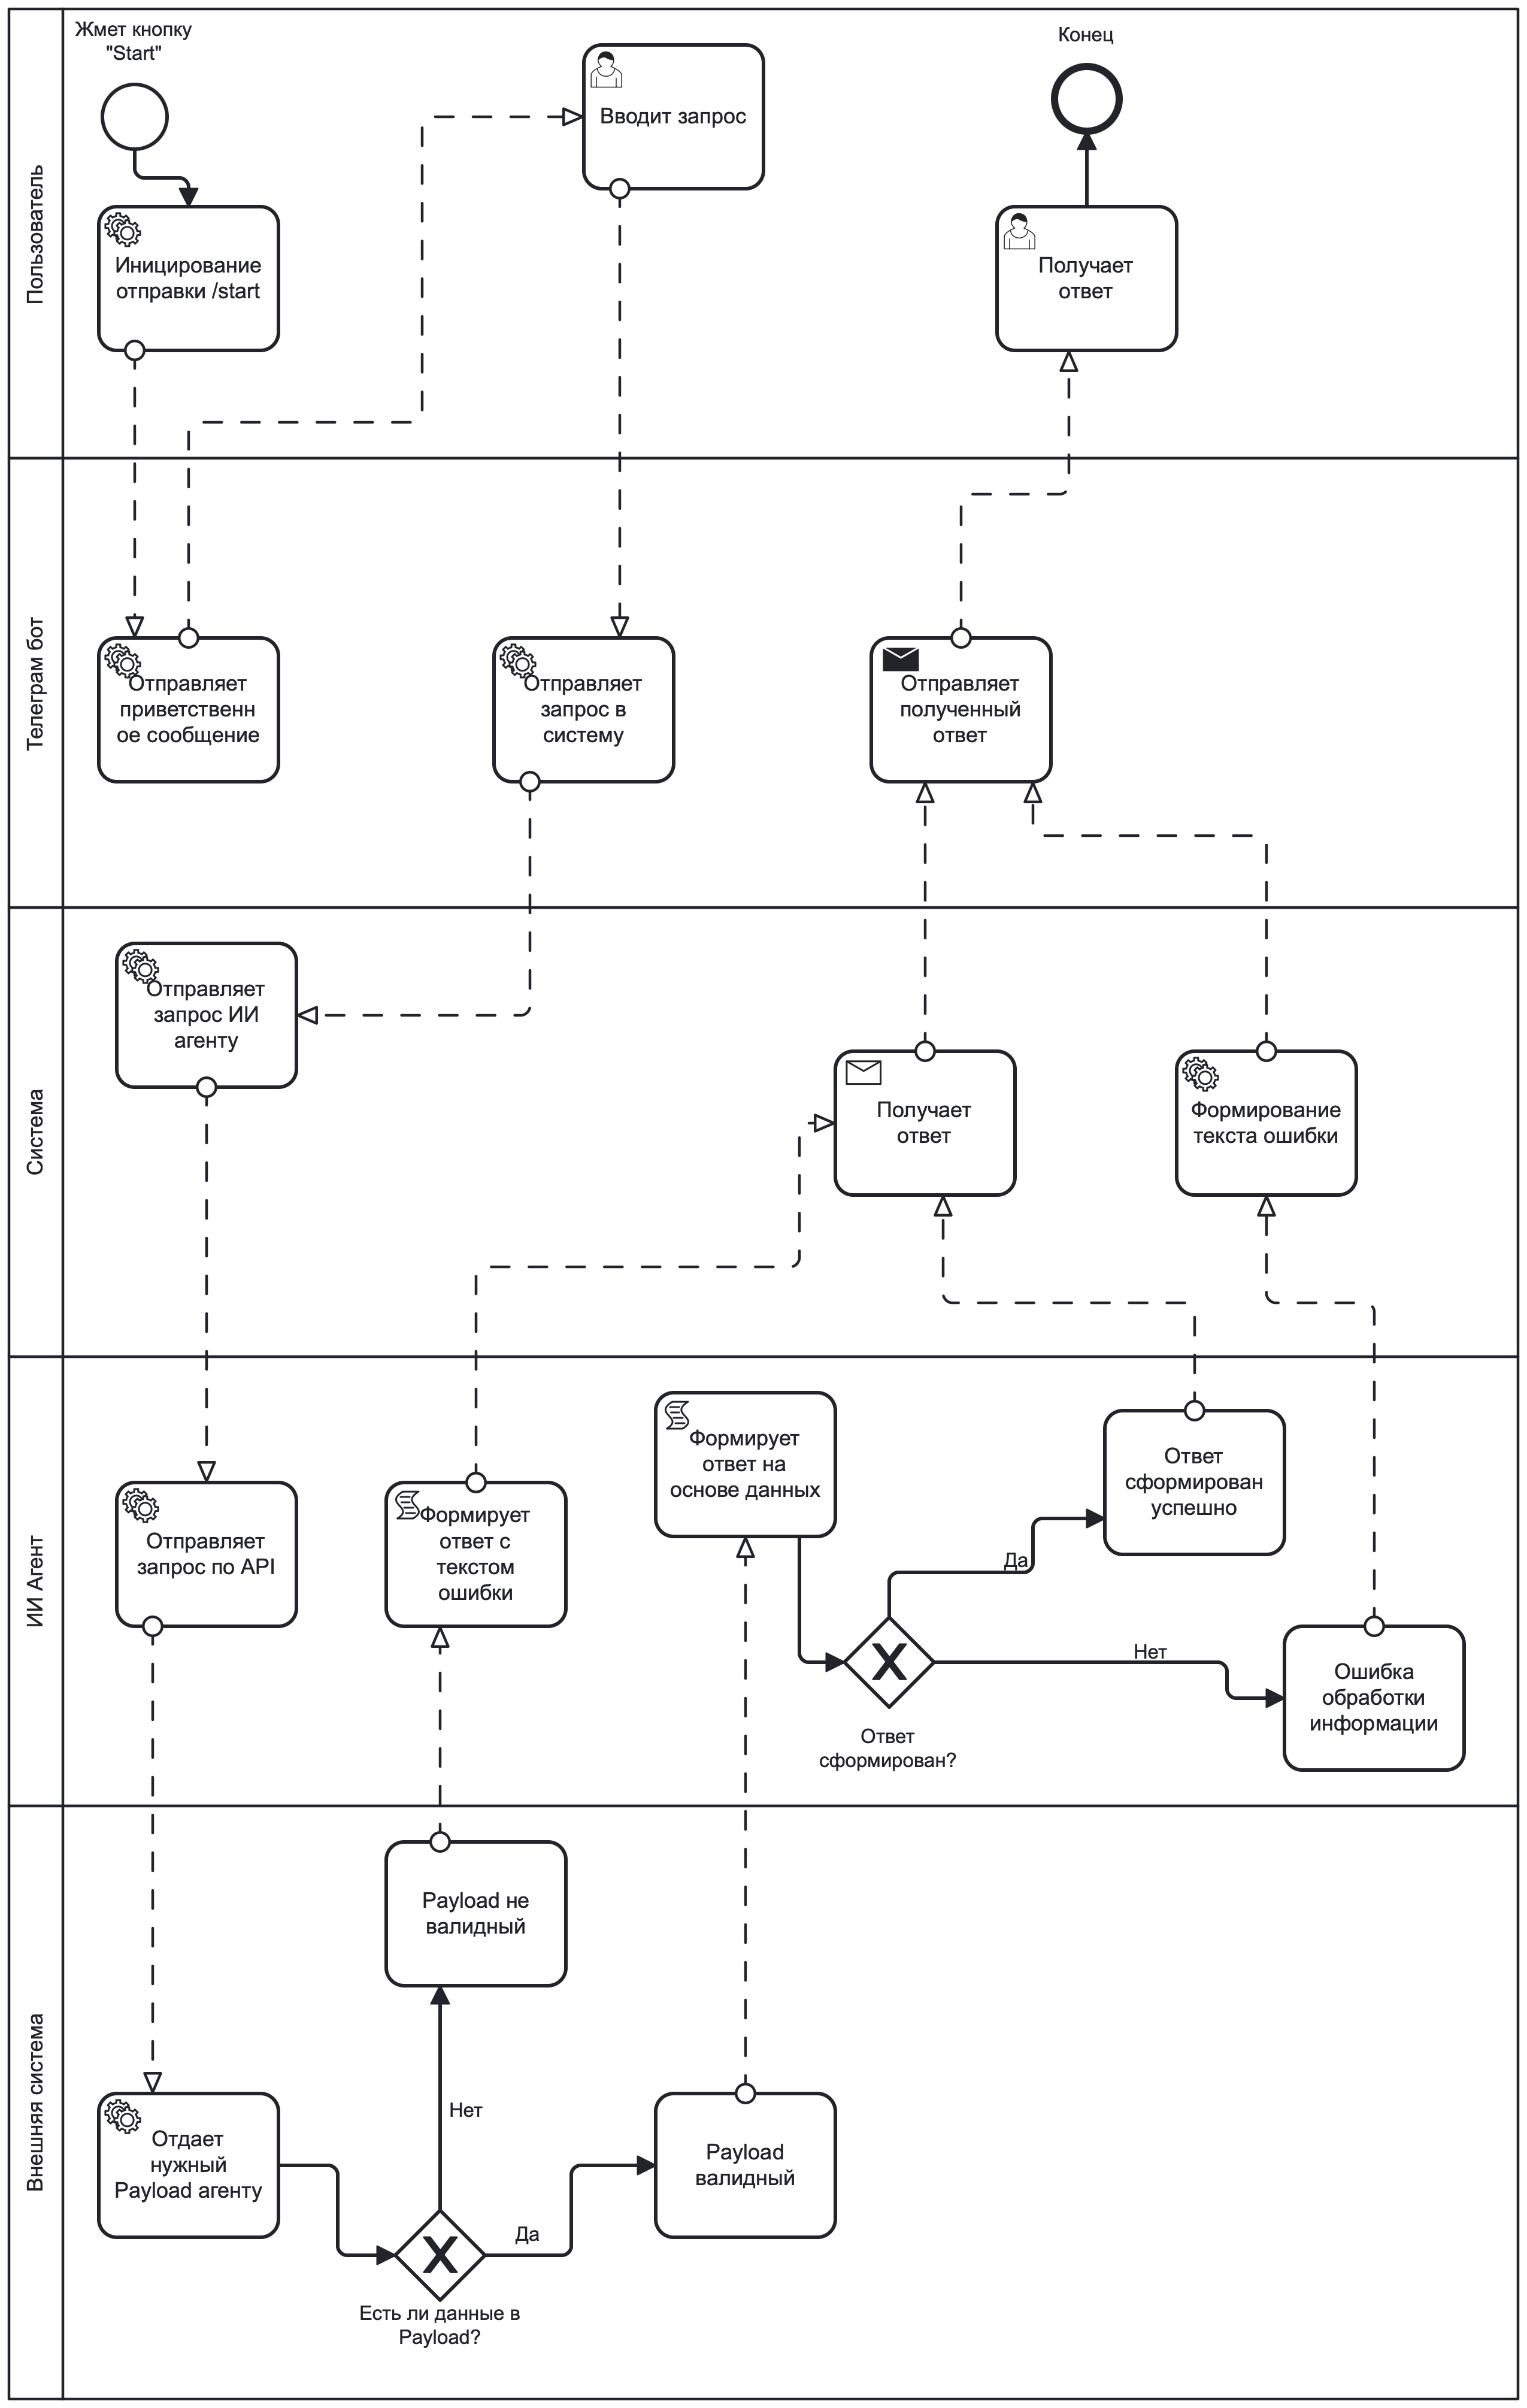 Пользователь
Жмет кнопку
"Start"
Конец
Вводит запрос
Инициирование
отправки /start
Получает
ответ
Телеграм бот
Отправляет
приветственн
ое сообщение
Отправляет
запрос в
систему
Отправляет
полученный
ответ
Система
Отправляет
запрос ИИ
агенту
Получает
ответ
Формирование
текста ошибки
ИИ Агент
Отправляет
запрос по API
Формирует
ответ с
текстом
ошибки
Формирует
ответ на
основе данных
Ответ
сформирован?
Да
Нет
Ответ
сформирован
успешно
Ошибка
обработки
информации
Внешняя система
Payload не
валидный
Отдает
нужный
Payload агенту
Нет
Да
Есть ли данные в
Payload?
Payload
валидный